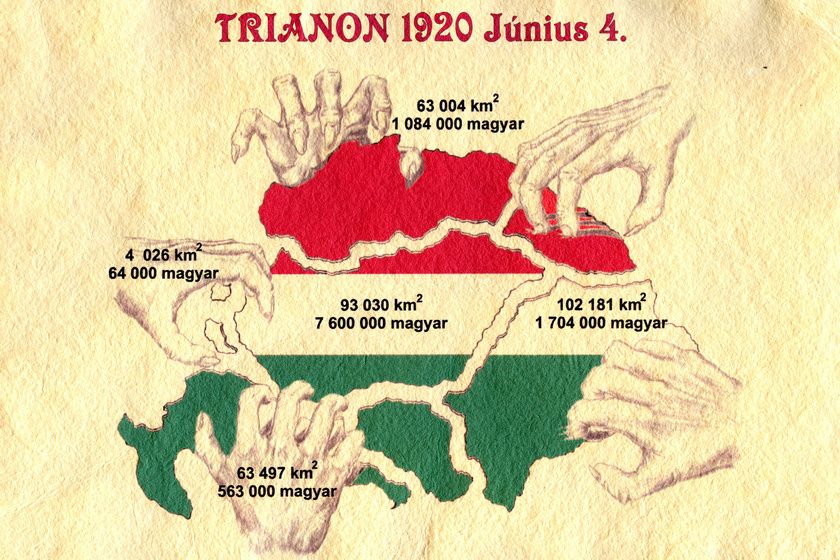 TRIANON 1920 Június 4.
63 004 km²
1 084 000 magyar
4 026 km²
64 000 magyar
93 030 km²
7 600 000 magyar
102 181 km²
1 704 000 magyar
63 497 km²
563 000 magyar